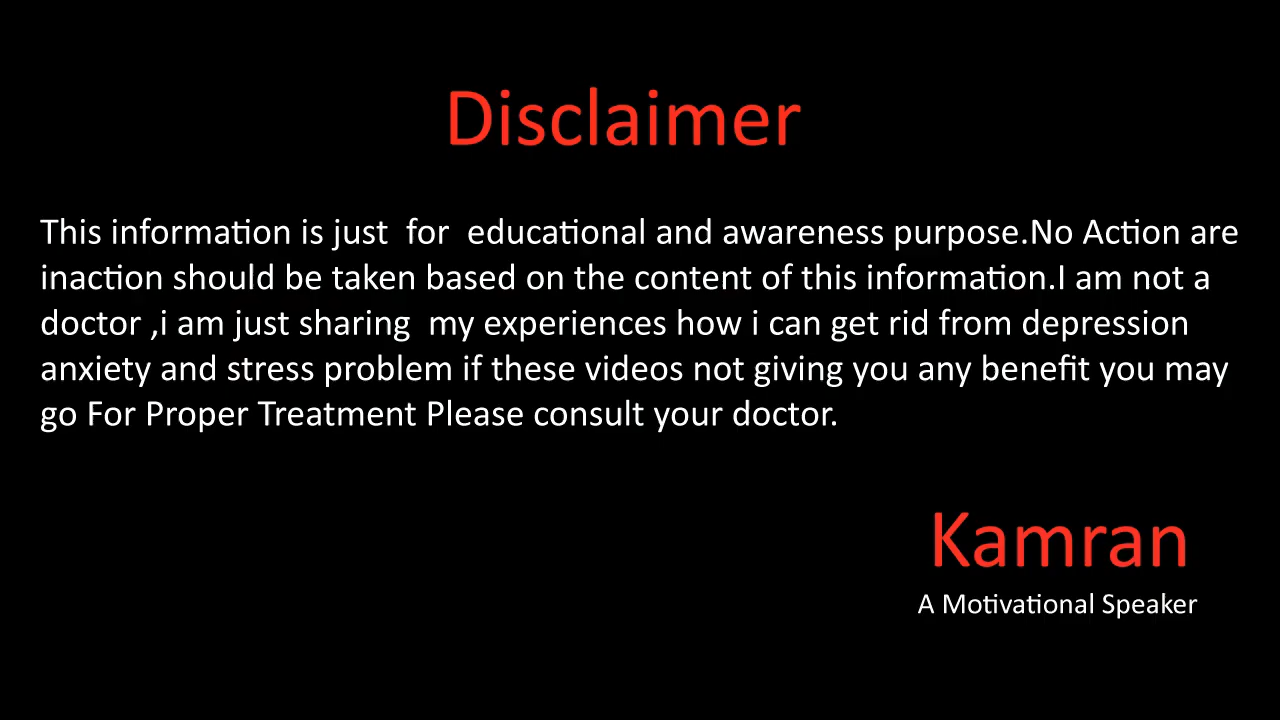 Disclaimer
This information is just  for  educational and awareness purpose.No Action are
inaction should be taken based on the content of this information.I am not a
doctor ,i am just sharing  my experiences how i can get rid from depression
anxiety and stress problem if these videos not giving you any benefit you may
go For Proper Treatment Please consult your doctor.
Kamran
A Motivational Speaker